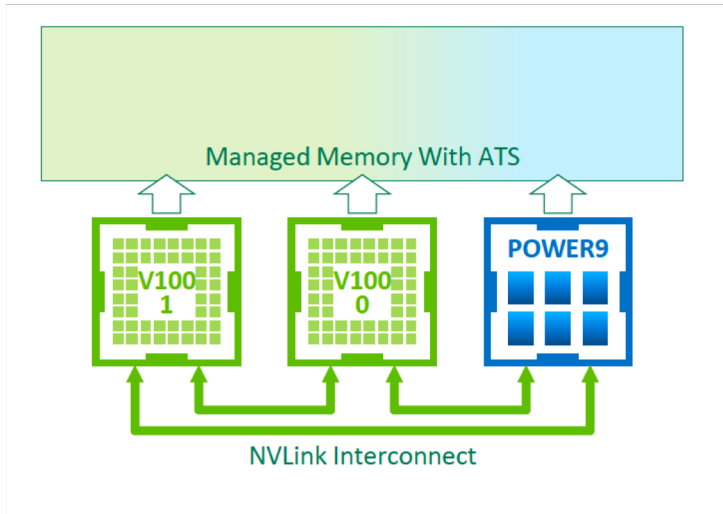 Managed Memory With ATS
V100
1
V100
0
POWER9
NVLink Interconnect